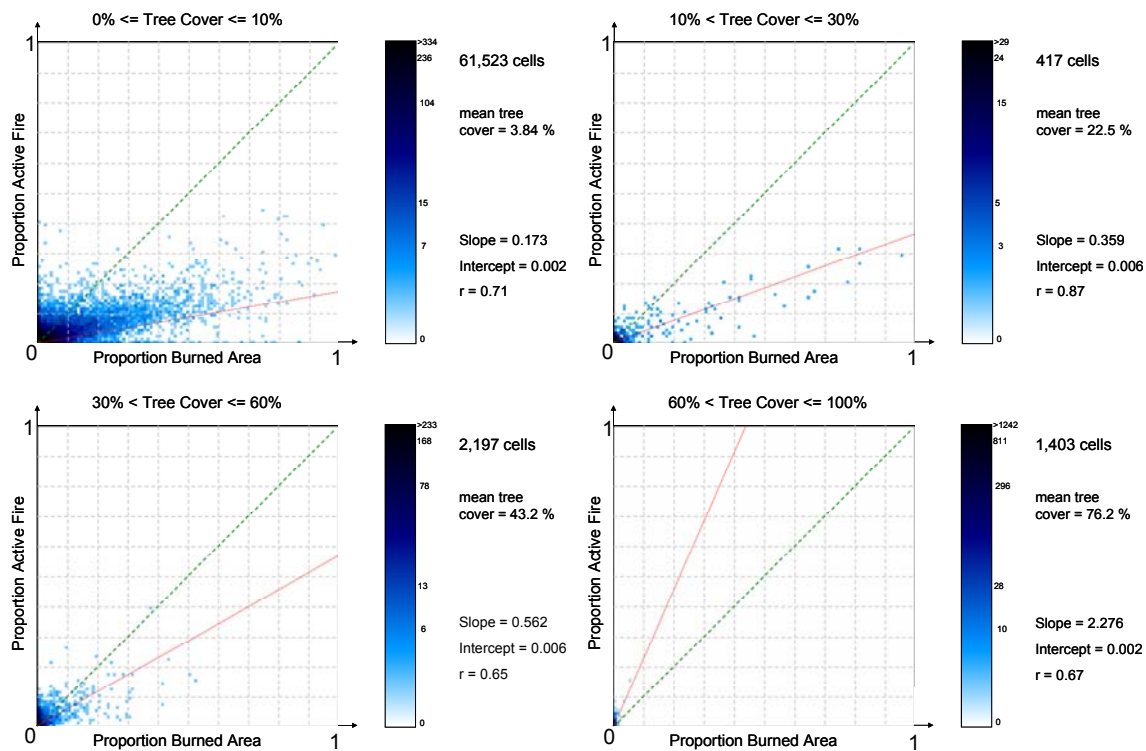 0% <= Tree Cover <= 10%
1
Proportion Active Fire
0
Proportion Burned Area
1
>334
236
104
15
7
0
61,523 cells
mean tree
cover = 3.84 %
Slope = 0.173
Intercept = 0.002
r = 0.71
10% < Tree Cover <= 30%
1
Proportion Active Fire
0
Proportion Burned Area
1
>29
24
15
5
3
0
417 cells
mean tree
cover = 22.5 %
Slope = 0.359
Intercept = 0.006
r = 0.87
30% < Tree Cover <= 60%
1
Proportion Active Fire
0
Proportion Burned Area
1
>233
168
78
13
6
0
2,197 cells
mean tree
cover = 43.2 %
Slope = 0.562
Intercept = 0.006
r = 0.65
60% < Tree Cover <= 100%
1
Proportion Active Fire
0
Proportion Burned Area
1
>1242
811
296
28
10
0
1,403 cells
mean tree
cover = 76.2 %
Slope = 2.276
Intercept = 0.002
r = 0.67